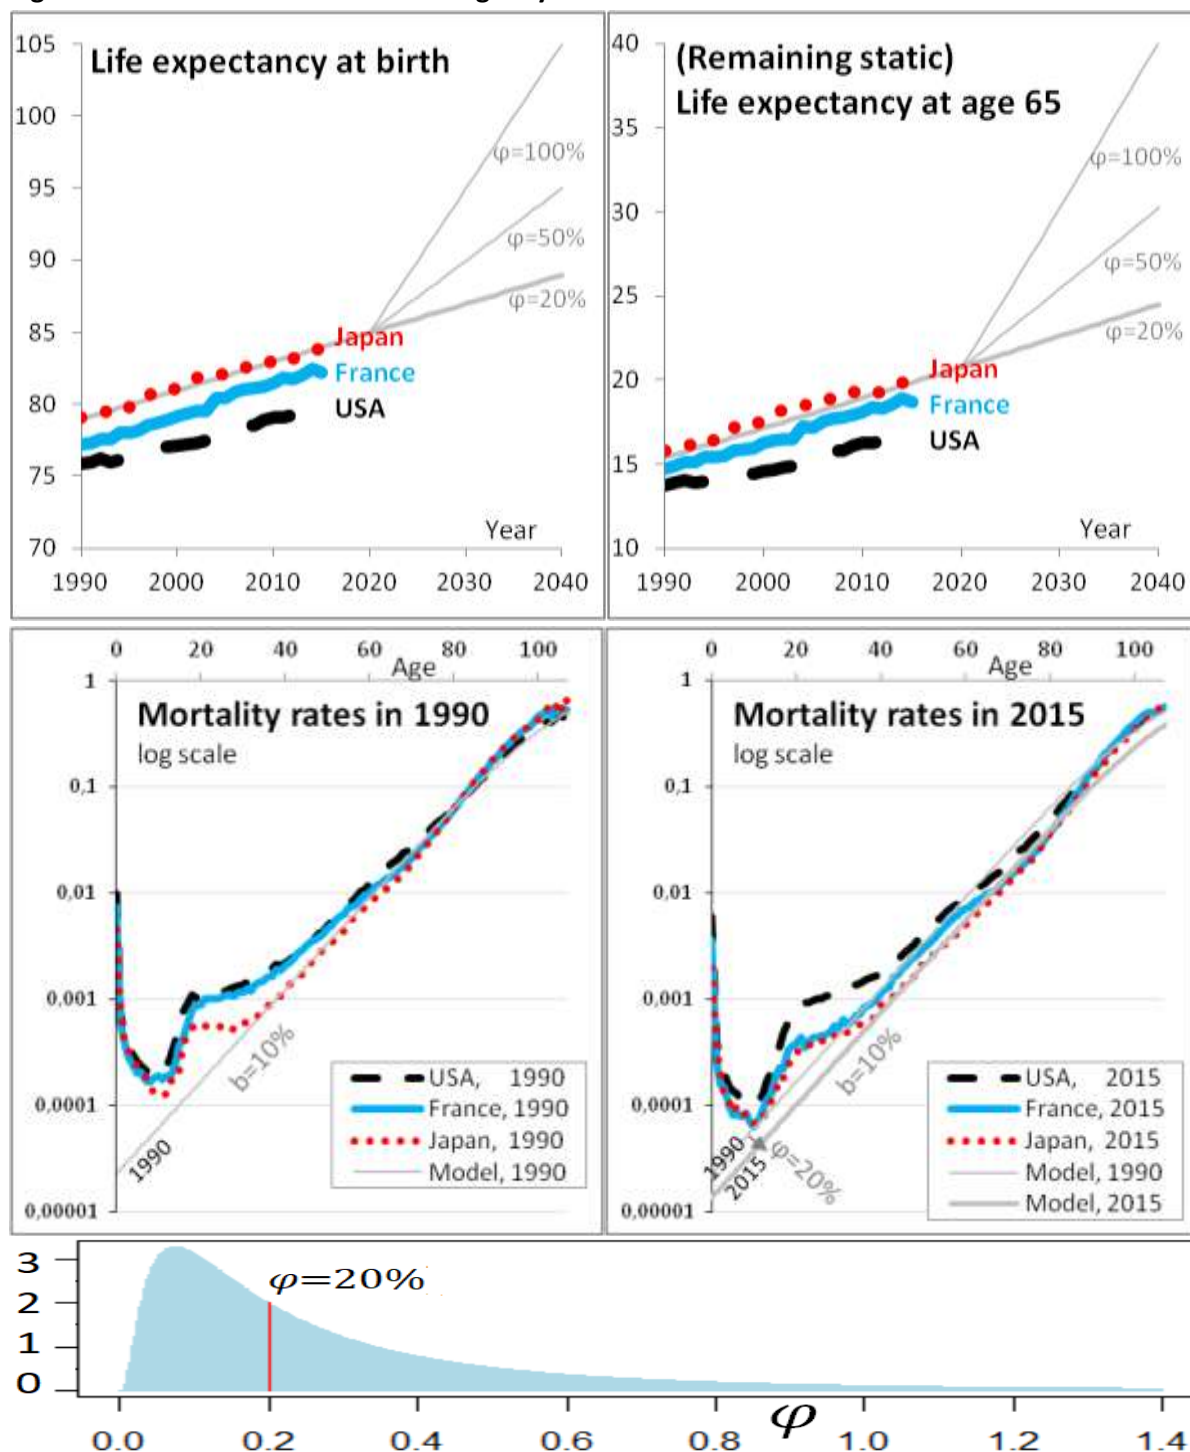 105
100
95
90
85
80
75
70
Life expectancy at birth
φ=100%
φ=50%
φ=20%
Japan
France
USA
Year
1990 2000 2010 2020 2030 2040
40
35
30
25
20
15
10
(Remaining static)
Life expectancy at age 65
φ=100%
φ=50%
φ=20%
Japan
France
USA
Year
1990 2000 2010 2020 2030 2040
0 20 40 60 80 100
Age
1
0,1
0,01
0,001
0,0001
0,00001
Mortality rates in 1990
log scale
b=10%
1990
USA, 1990
France, 1990
Japan, 1990
Model, 1990
0 20 40 60 80 100
Age
1
0,1
0,01
0,001
0,0001
0,00001
Mortality rates in 2015
log scale
b=10%
1990
2015
φ=20%
USA, 2015
France, 2015
Japan, 2015
Model, 1990
Model, 2015
3
2
1
0
φ=20%
0.0 0.2 0.4 0.6 0.8 1.0 1.2 1.4
φ